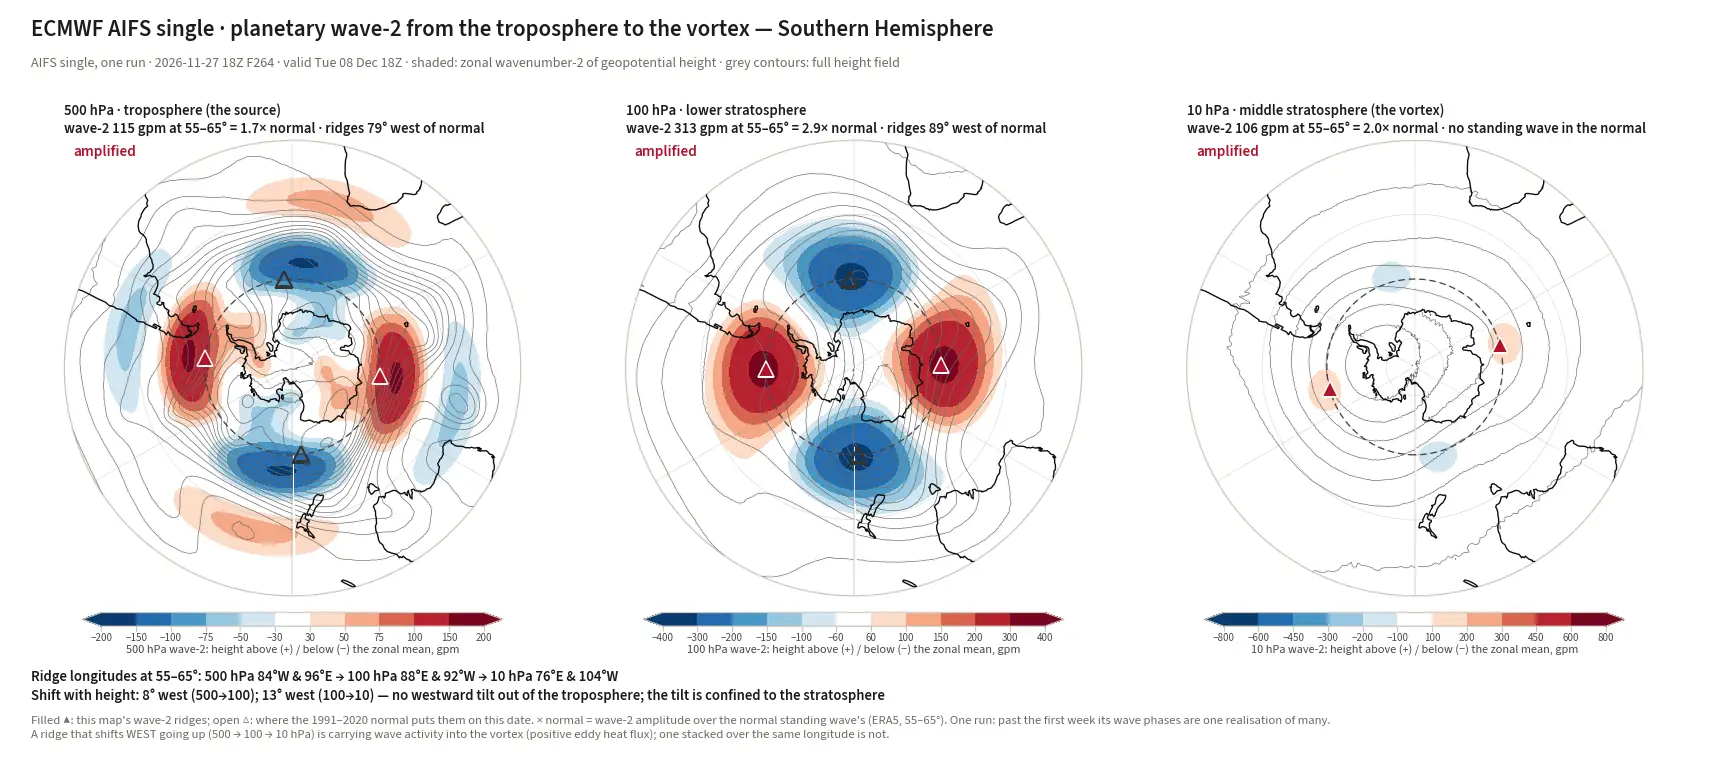 ECMWF AIFS single · planetary wave-2 from the troposphere to the vortex — Southern Hemisphere
AIFS single, one run · 2026-11-27 18Z F264 · valid Tue 08 Dec 18Z · shaded: zonal wavenumber-2 of geopotential height · grey contours: full height field
500 hPa · troposphere (the source)
wave-2 115 gpm at 55–65° = 1.7× normal · ridges 79° west of normal
amplified
100 hPa · lower stratosphere
wave-2 313 gpm at 55–65° = 2.9× normal · ridges 89° west of normal
amplified
10 hPa · middle stratosphere (the vortex)
wave-2 106 gpm at 55–65° = 2.0× normal · no standing wave in the normal
amplified
−200 −150 −100 −75 −50 −30 30 50 75 100 150 200
500 hPa wave-2: height above (+) / below (−) the zonal mean, gpm
−400 −300 −200 −150 −100 −60 60 100 150 200 300 400
100 hPa wave-2: height above (+) / below (−) the zonal mean, gpm
−800 −600 −450 −300 −200 −100 100 200 300 450 600 800
10 hPa wave-2: height above (+) / below (−) the zonal mean, gpm
Ridge longitudes at 55–65°: 500 hPa 84°W & 96°E → 100 hPa 88°E & 92°W → 10 hPa 76°E & 104°W
Shift with height: 8° west (500→100); 13° west (100→10) — no westward tilt out of the troposphere; the tilt is confined to the stratosphere
Filled ▲: this map's wave-2 ridges; open △: where the 1991–2020 normal puts them on this date. × normal = wave-2 amplitude over the normal standing wave's (ERA5, 55–65°). One run: past the first week its wave phases are one realisation of many.
A ridge that shifts WEST going up (500 → 100 → 10 hPa) is carrying wave activity into the vortex (positive eddy heat flux); one stacked over the same longitude is not.